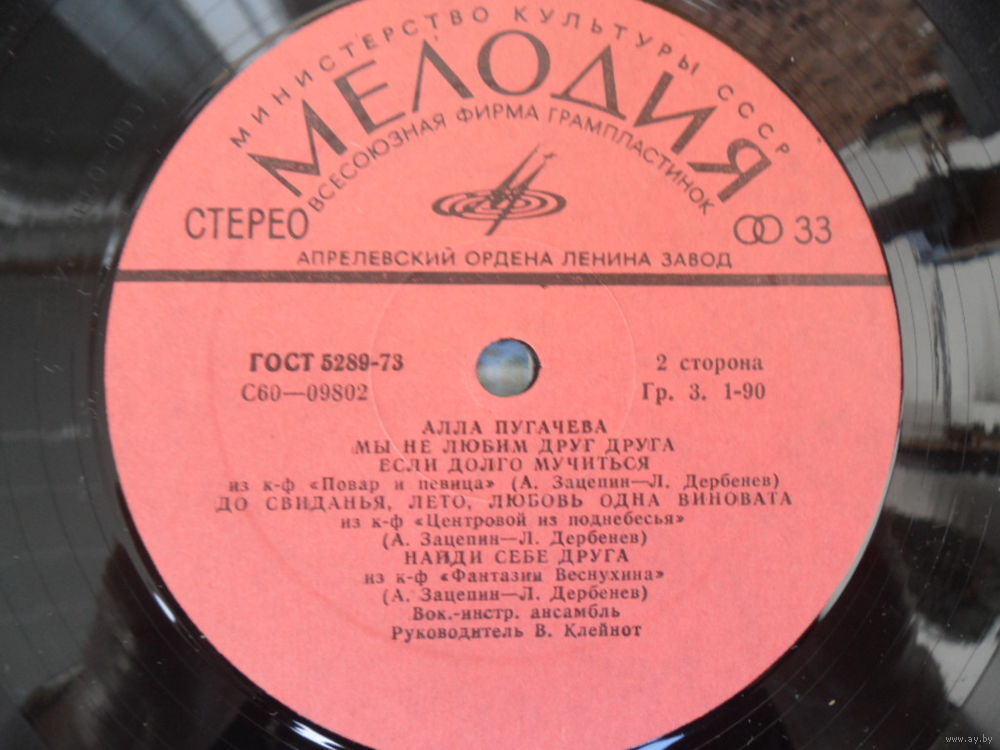 МИНИСТЕРСТВО КУЛЬТУРЫ СССР
МЕЛОДИЯ
ВСЕСОЮЗНАЯ ФИРМА ГРАМПЛАСТИНОК
СТЕРЕО
33
АПРЕЛЕВСКИЙ ОРДЕНА ЛЕНИНА ЗАВОД
ГОСТ 5289-73
2 сторона
С60—09802
Гр. 3. 1-90
АЛЛА ПУГАЧЕВА
МЫ НЕ ЛЮБИМ ДРУГ ДРУГА
ЕСЛИ ДОЛГО МУЧИТЬСЯ
из к-ф «Повар и певица» (А. Зацепин—Л. Дербенев)
ДО СВИДАНЬЯ, ЛЕТО, ЛЮБОВЬ ОДНА ВИНОВАТА
из к-ф «Центровой из поднебесья»
(А. Зацепин—Л. Дербенев)
НАЙДИ СЕБЕ ДРУГА
из к-ф «Фантазии Веснухина»
(А. Зацепин—Л. Дербенев)
Вок.-инстр. ансамбль
Руководитель В. Клейнот
www.ay.by